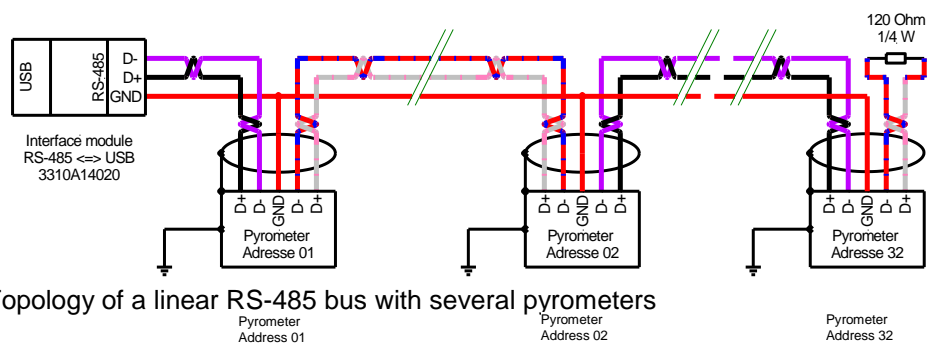 120 Ohm
1/4 W
USB
RS-485
D-
D+
GND
Interface module
RS-485 <=> USB
3310A14020
D+
D-
GND
D-
D+
Pyrometer
Adresse 01
D+
D-
GND
D-
D+
Pyrometer
Adresse 02
D+
D-
GND
D-
D+
Pyrometer
Adresse 32
opology of a linear RS-485 bus with several pyrometers
Pyrometer
Address 01
Pyrometer
Address 02
Pyrometer
Address 32